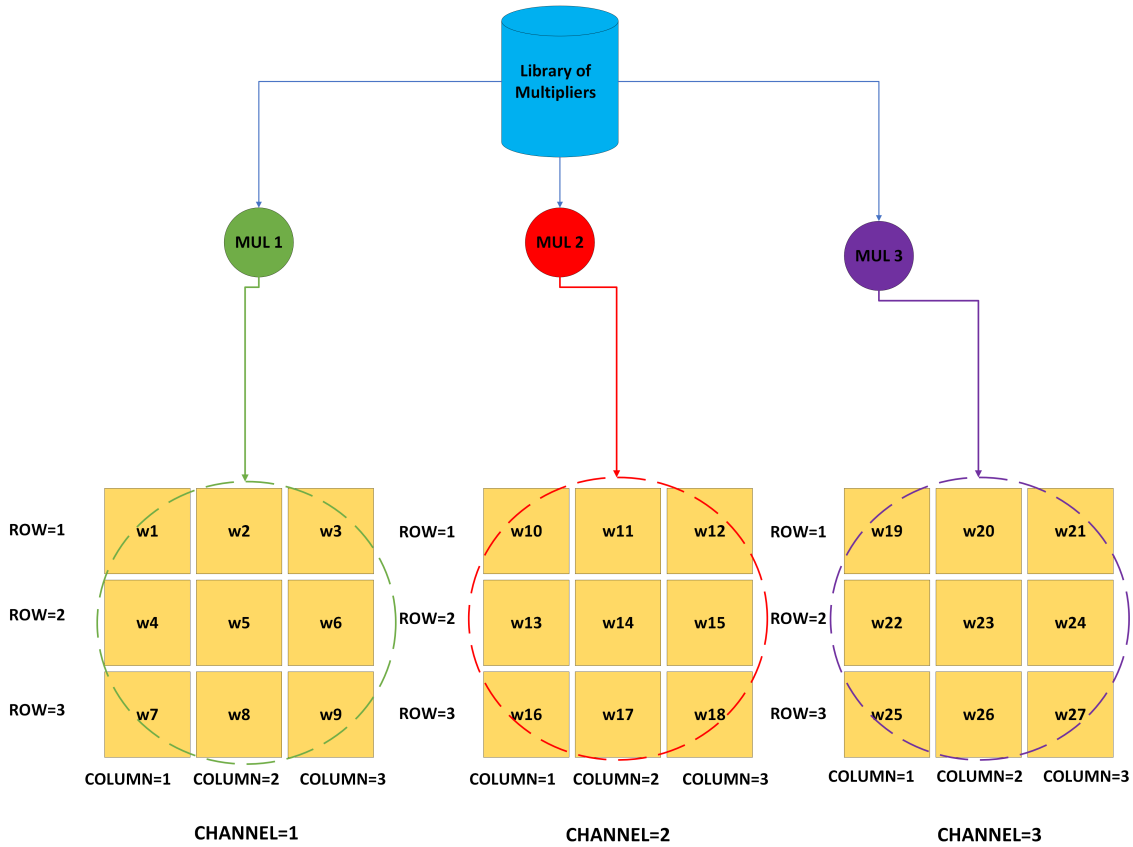 Library of
Multipliers
MUL 1
MUL 2
MUL 3
ROW=1
w1
w2
w3
ROW=2
w4
w5
w6
ROW=3
w7
w8
w9
COLUMN=1
COLUMN=2
COLUMN=3
CHANNEL=1
ROW=1
w10
w11
w12
ROW=2
w13
w14
w15
ROW=3
w16
w17
w18
COLUMN=1
COLUMN=2
COLUMN=3
CHANNEL=2
ROW=1
w19
w20
w21
ROW=2
w22
w23
w24
ROW=3
w25
w26
w27
COLUMN=1
COLUMN=2
COLUMN=3
CHANNEL=3